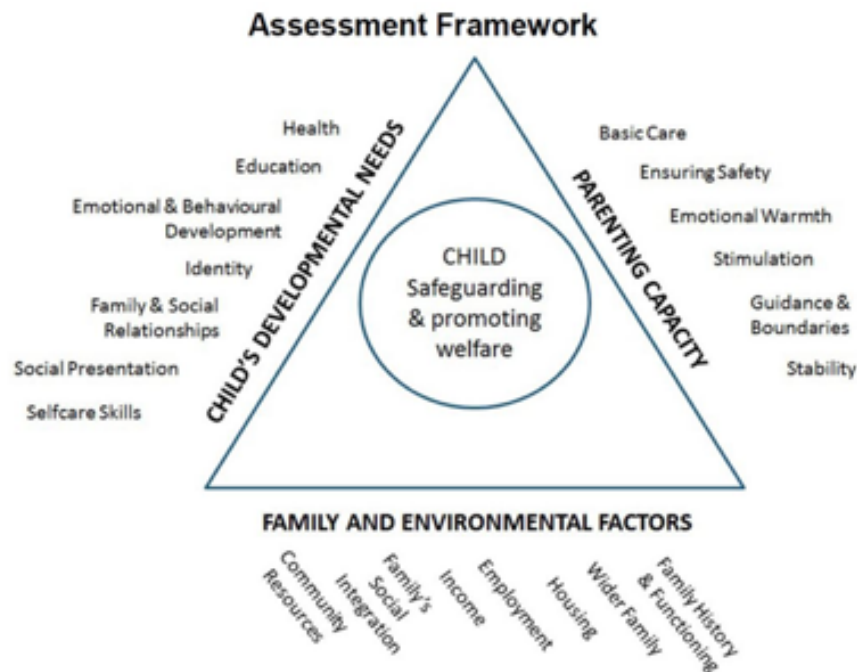 Assessment Framework
Health
Education
Emotional & Behavioural
Development
Identity
Family & Social
Relationships
Social Presentation
Selfcare Skills
CHILD'S DEVELOPMENTAL NEEDS
CHILD
Safeguarding
& promoting
welfare
PARENTING CAPACITY
Basic Care
Ensuring Safety
Emotional Warmth
Stimulation
Guidance &
Boundaries
Stability
FAMILY AND ENVIRONMENTAL FACTORS
Community
Resources
Family's
Social
Integration
Income
Employment
Housing
Wider Family
Family History
& Functioning